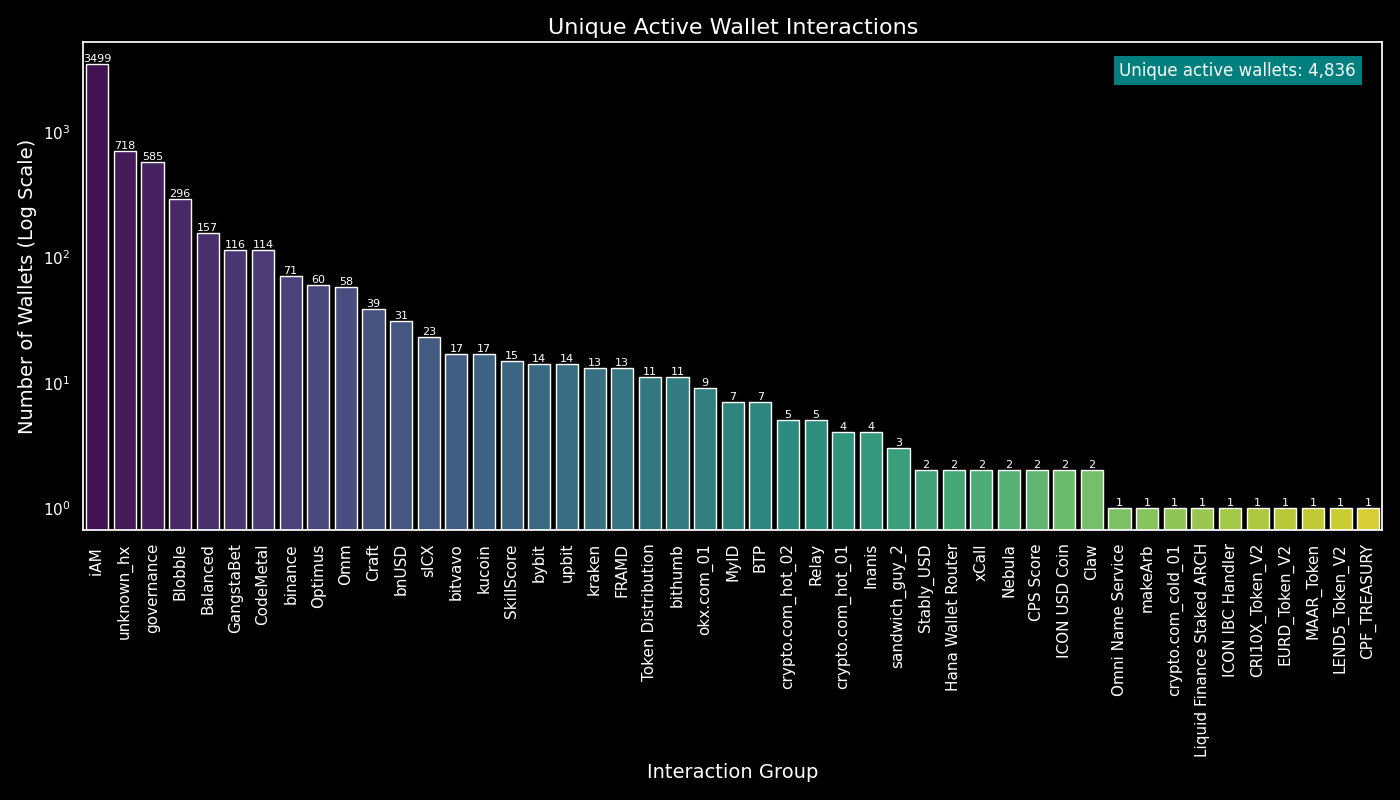 Unique Active Wallet Interactions
Unique active wallets: 4,836
Number of Wallets (Log Scale)
10³
10²
10¹
10⁰
3499
718
585
296
157
116
114
71
60
58
39
31
23
17
17
15
14
14
13
13
11
11
9
7
7
5
5
4
4
3
2
2
2
2
2
2
2
1
1
1
1
1
1
1
1
1
1
iAM
unknown_hx
governance
Blobble
Balanced
GangstaBet
CodeMetal
binance
Optimus
Omm
Craft
bnUSD
sICX
bitvavo
kucoin
SkillScore
bybit
upbit
kraken
FRAMD
Token Distribution
bithumb
okx.com_01
MyID
BTP
crypto.com_hot_02
Relay
crypto.com_hot_01
Inanis
sandwich_guy_2
Stably_USD
Hana Wallet Router
xCall
Nebula
CPS Score
ICON USD Coin
Claw
Omni Name Service
makeArb
crypto.com_cold_01
Liquid Finance Staked ARCH
ICON IBC Handler
CRI10X_Token_V2
EURD_Token_V2
MAAR_Token
LEND5_Token_V2
CPF_TREASURY
Interaction Group